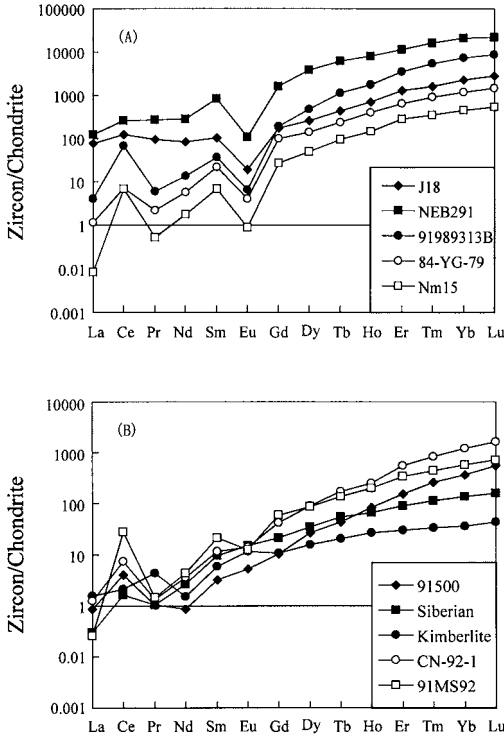 (A)
Zircon/Chondrite
100000
10000
1000
100
10
1
0.1
0.01
0.001
J18
NEB291
91989313B
84-YG-79
Nm15
La Ce Pr Nd Sm Eu Gd Dy Tb Ho Er Tm Yb Lu
(B)
Zircon/Chondrite
10000
1000
100
10
1
0.1
0.01
0.001
91500
Siberian
Kimberlite
CN-92-1
91MS92
La Ce Pr Nd Sm Eu Gd Dy Tb Ho Er Tm Yb Lu